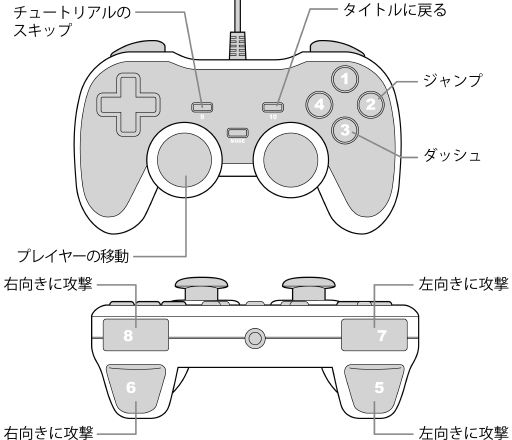 チュートリアルの
スキップ
タイトルに戻る
ジャンプ
ダッシュ
プレイヤーの移動
1
2
3
4
9
10
MODE
右向きに攻撃
左向きに攻撃
8
7
6
5
右向きに攻撃
左向きに攻撃